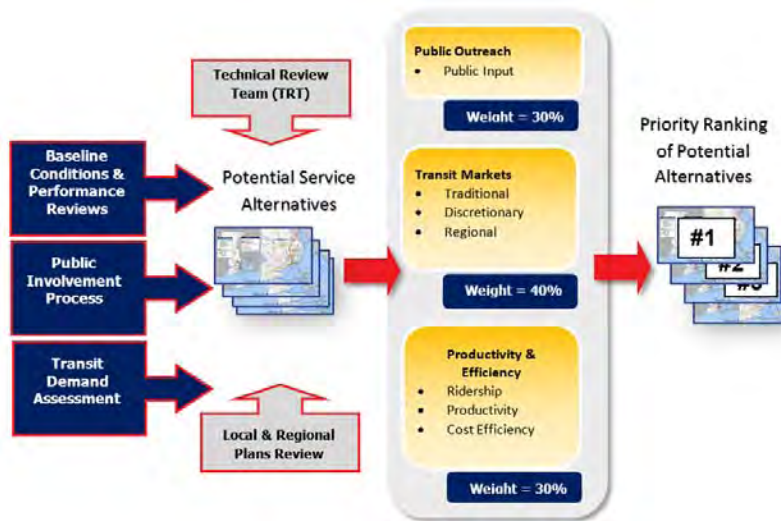 Technical Review
Team (TRT)
Baseline
Conditions &
Performance
Reviews
Public
Involvement
Process
Transit
Demand
Assessment
Potential Service
Alternatives
Local & Regional
Plans Review
Public Outreach
• Public Input
Weight = 30%
Transit Markets
• Traditional
• Discretionary
• Regional
Weight = 40%
Productivity &
Efficiency
• Ridership
• Productivity
• Cost Efficiency
Weight = 30%
Priority Ranking
of Potential
Alternatives
#1
#2